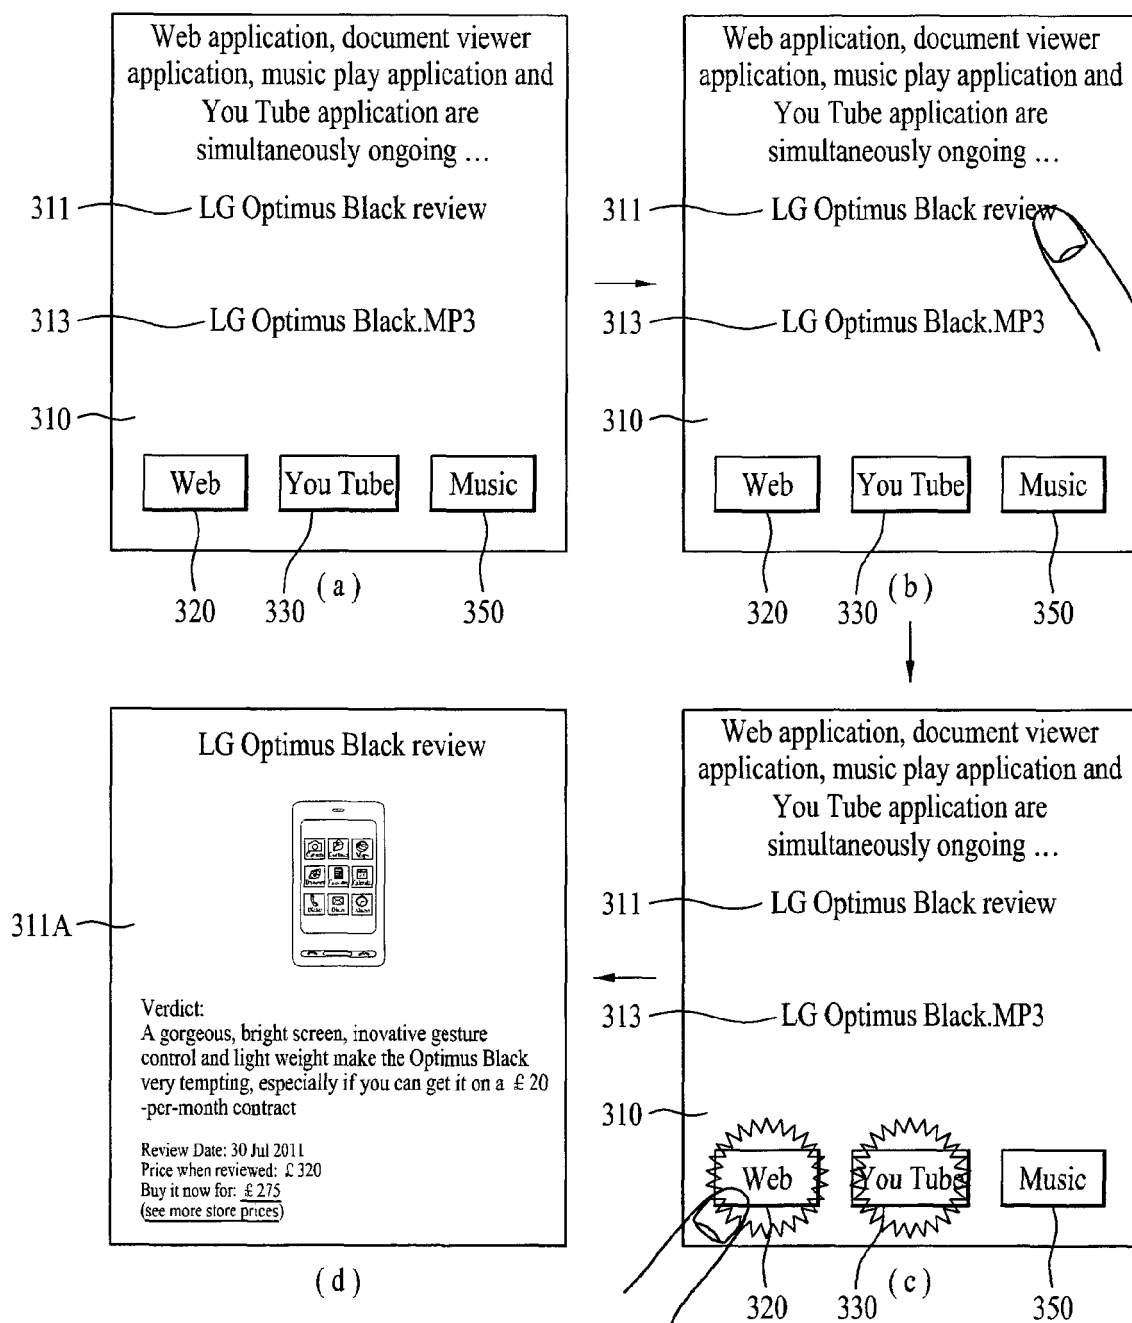 Web application, document viewer
application, music play application and
You Tube application are
simultaneously ongoing ...
311
LG Optimus Black review
313
LG Optimus Black.MP3
310
Web
You Tube
Music
320
330
350
(a)
Web application, document viewer
application, music play application and
You Tube application are
simultaneously ongoing ...
311
LG Optimus Black review
313
LG Optimus Black.MP3
310
Web
You Tube
Music
320
330
350
(b)
Web application, document viewer
application, music play application and
You Tube application are
simultaneously ongoing ...
311
LG Optimus Black review
313
LG Optimus Black.MP3
310
Web
You Tube
Music
320
330
350
(c)
LG Optimus Black review
311A
Verdict:
A gorgeous, bright screen, inovative gesture
control and light weight make the Optimus Black
very tempting, especially if you can get it on a £ 20
-per-month contract
Review Date: 30 Jul 2011
Price when reviewed: £ 320
Buy it now for: £ 275
(see more store prices)
(d)